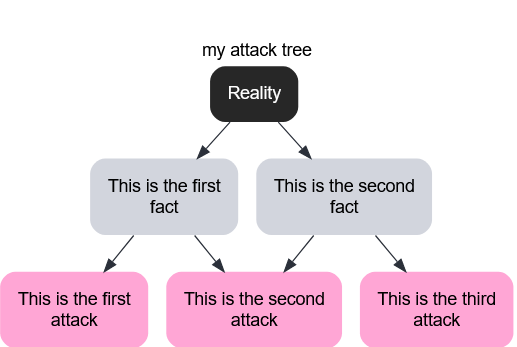 my attack tree
Reality
This is the first
fact
This is the second
fact
This is the first
attack
This is the second
attack
This is the third
attack